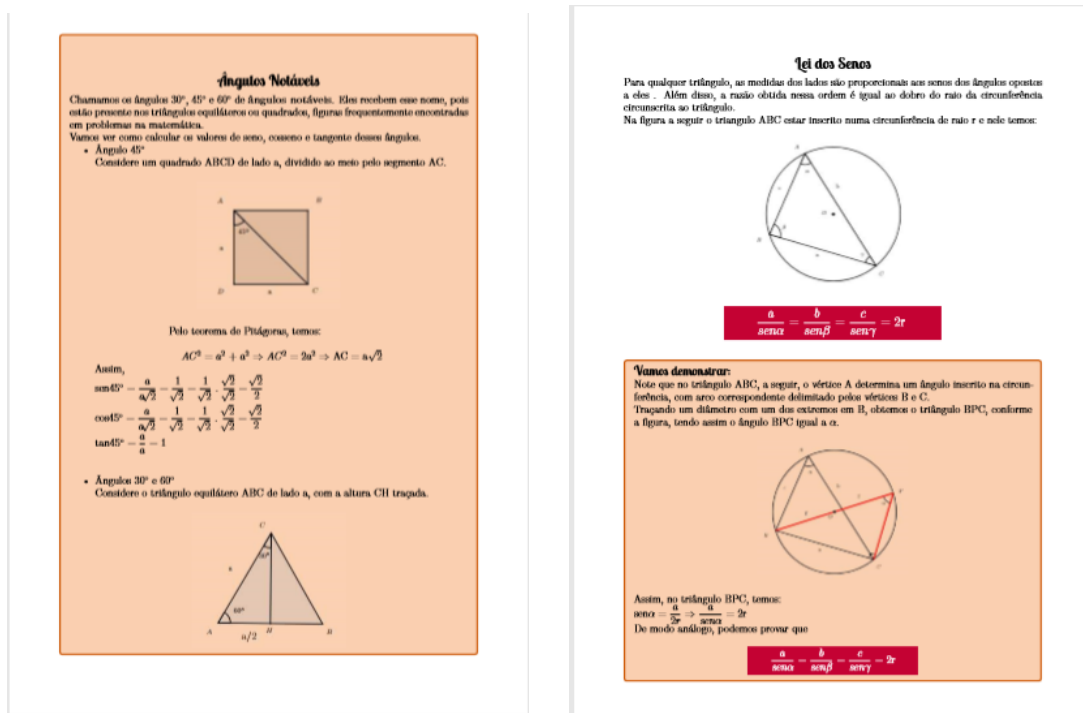 Ângulos Notáveis
Chamamos os ângulos 30°, 45° e 60° de ângulos notáveis. Eles recebem esse nome, pois
estão presente nos triângulos equiláteros ou quadrados, figuras frequentemente encontradas
em problemas na matemática.
Vamos ver como calcular os valores de seno, cosseno e tangente desses ângulos.
• Ângulo 45°
Considere um quadrado ABCD de lado a, dividido ao meio pelo segmento AC.
A B
45°
a
D a C
Pelo teorema de Pitágoras, temos:
AC² = a² + a² ⇒ AC² = 2a² ⇒ AC = a√2
Assim,
sen45° = a/a√2 = 1/√2 = 1/√2 . √2/√2 = √2/2
cos45° = a/a√2 = 1/√2 = 1/√2 . √2/√2 = √2/2
tan45° = a/a = 1
• Ângulos 30° e 60°
Considere o triângulo equilátero ABC de lado a, com a altura CH traçada.
C
30°
a
60°
A H B
a/2
Lei dos Senos
Para qualquer triângulo, as medidas dos lados são proporcionais aos senos dos ângulos opostos
a eles . Além disso, a razão obtida nessa ordem é igual ao dobro do raio da circunferência
circunscrita ao triângulo.
Na figura a seguir o triangulo ABC estar inscrito numa circunferência de raio r e nele temos:
A
B
C
a/senα = b/senβ = c/senγ = 2r
Vamos demonstrar:
Note que no triângulo ABC, a seguir, o vértice A determina um ângulo inscrito na circun-
ferência, com arco correspondente delimitado pelos vértices B e C.
Traçando um diâmetro com um dos extremos em B, obtemos o triângulo BPC, conforme
a figura, tendo assim o ângulo BPC igual a α.
A
P
B
C
Assim, no triângulo BPC, temos:
senα = a/2r ⇒ a/senα = 2r
De modo análogo, podemos provar que
a/senα = b/senβ = c/senγ = 2r